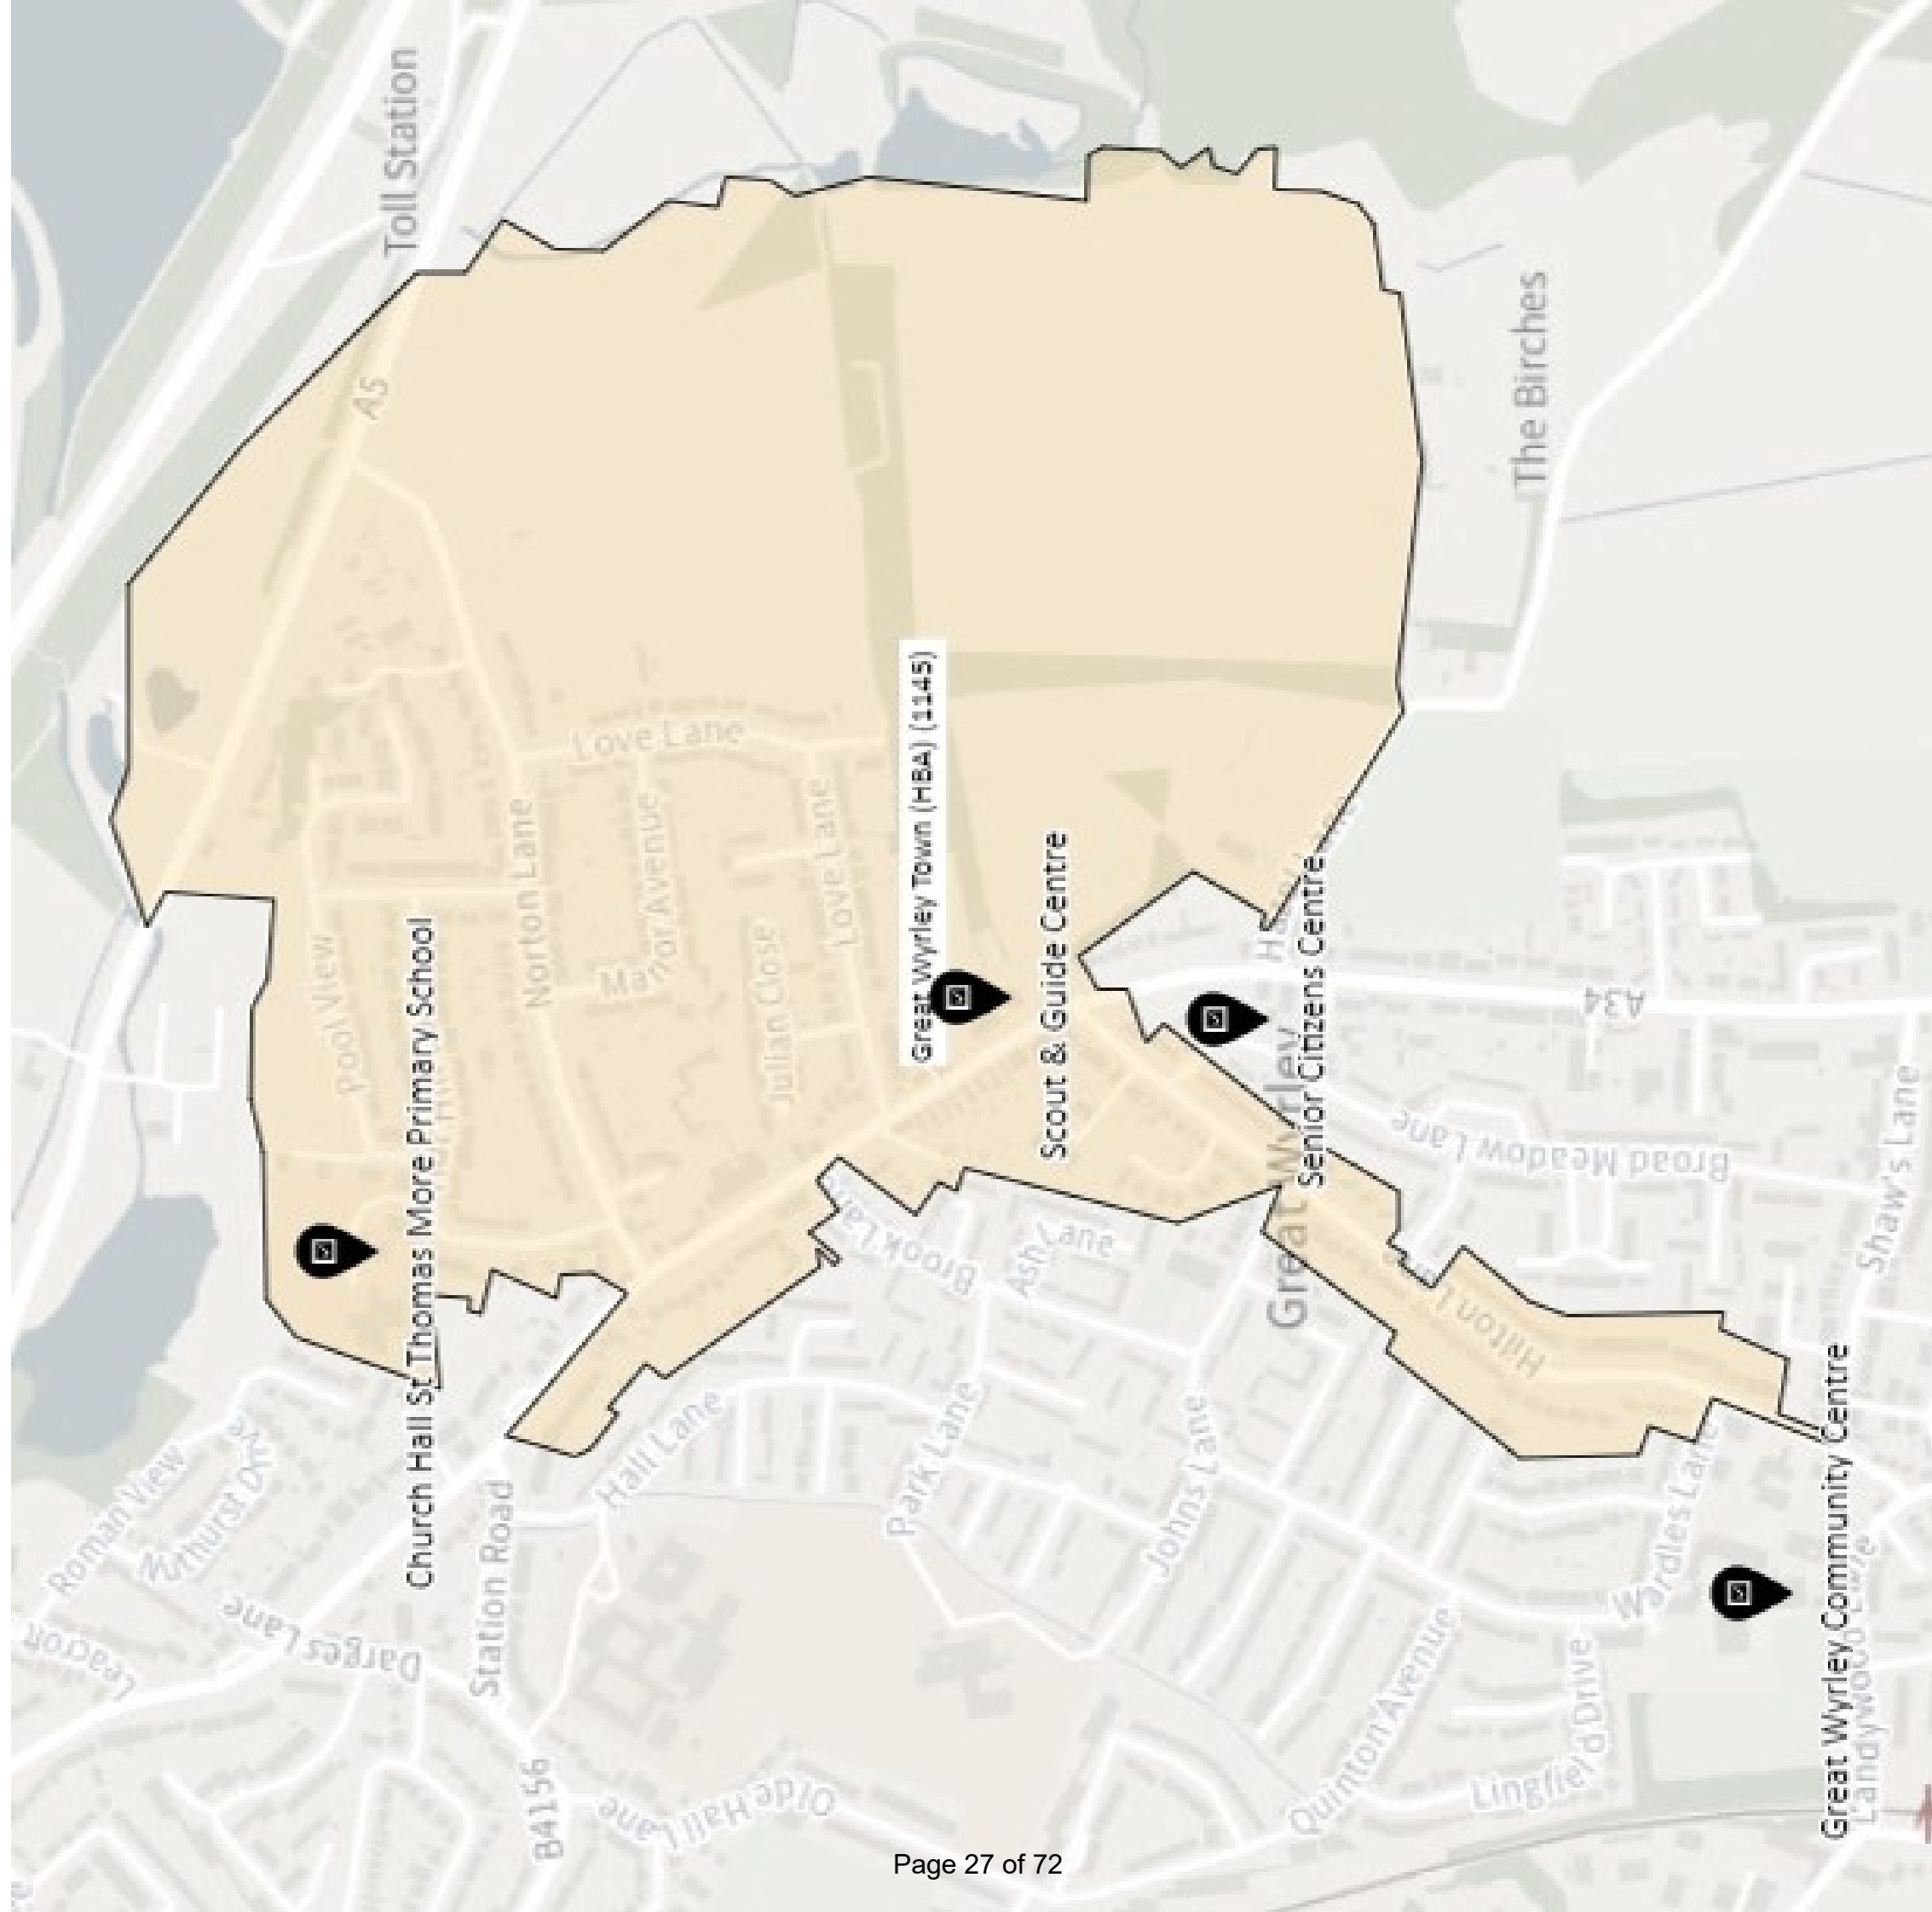 Toll Station
A5
The Birches
Love Lane
Great Wyrley Town (HBA) (1145)
Norton Lane
Manor Avenue
Love Lane
Pool View
Julian Close
Scout & Guide Centre
Church Hall St Thomas More Primary School
Senior Citizens Centre
Great Wyrley
A34
Broad Meadow Lane
Shaw's Lane
Brook
Ash Lane
Hilton
Hall Lane
Park Lane
Johns Lane
Wardles Lane
Great Wyrley Community Centre
Roman View
Darges Lane
Leacroft
Station Road
B4156
Olde Hall Lane
Quinton Avenue
Lingfield Drive
Page 27 of 72